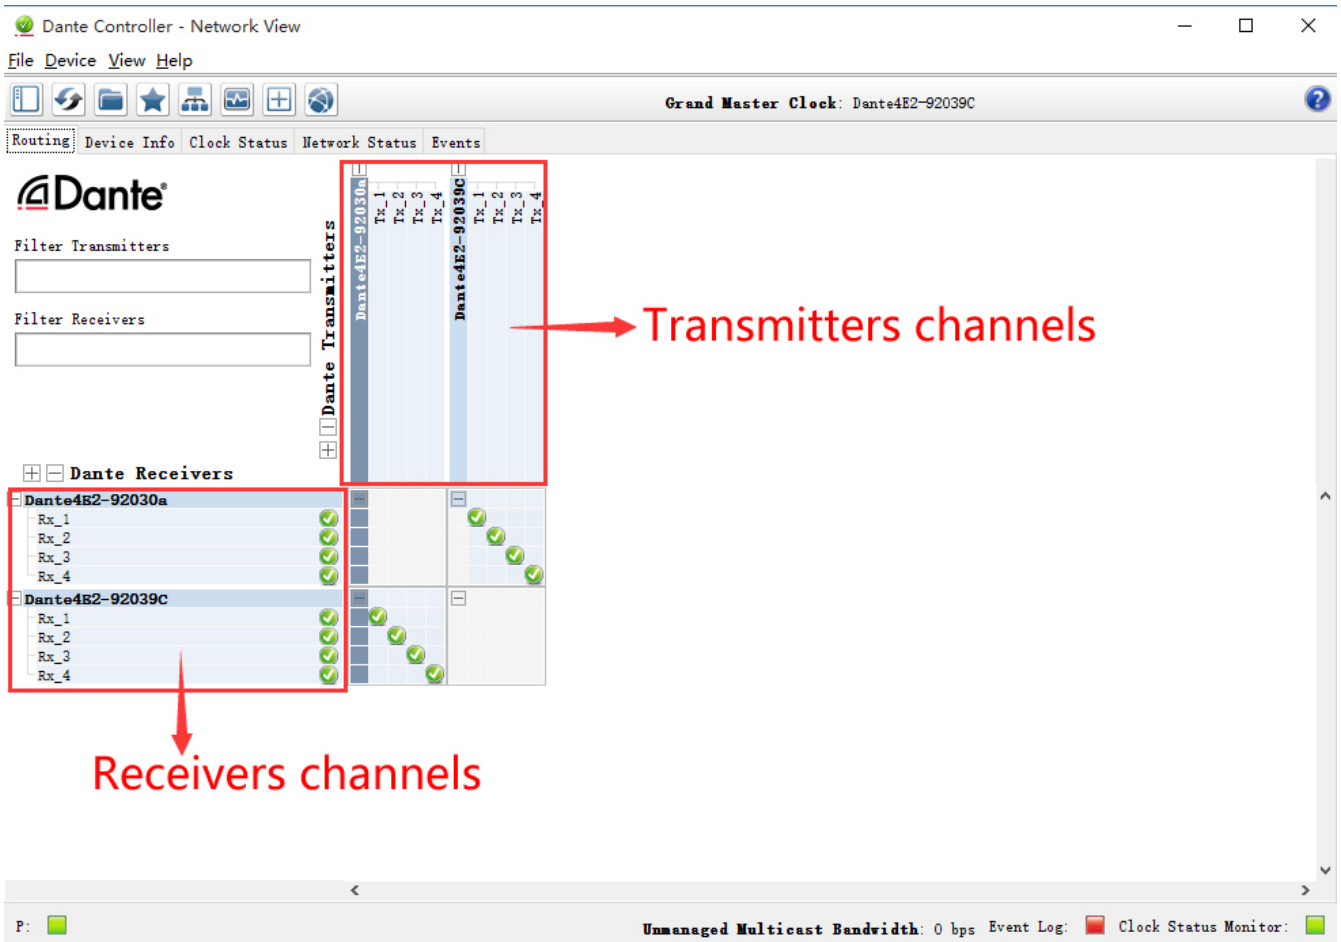 Dante Controller - Network View
File Device View Help
Grand Master Clock: Dante4E2-92039C
Routing Device Info Clock Status Network Status Events
Dante
Filter Transmitters
Filter Receivers
Dante Transmitters
Dante4E2-92030a
Tx_1
Tx_2
Tx_3
Tx_4
Dante4E2-92039C
Tx_1
Tx_2
Tx_3
Tx_4
Transmitters channels
Dante Receivers
Dante4E2-92030a
Rx_1
Rx_2
Rx_3
Rx_4
Dante4E2-92039C
Rx_1
Rx_2
Rx_3
Rx_4
Receivers channels
P:
Unmanaged Multicast Bandwidth: 0 bps Event Log: Clock Status Monitor: